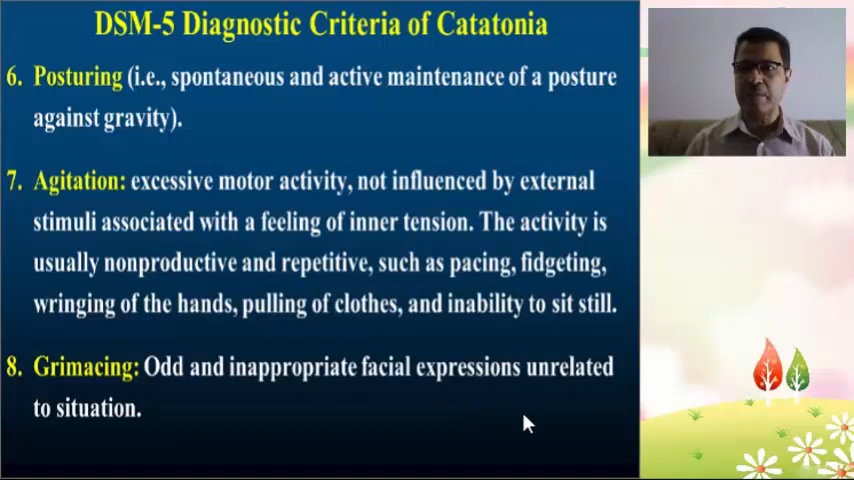 DSM-5 Diagnostic Criteria of Catatonia
6. Posturing (i.e., spontaneous and active maintenance of a posture
against gravity).
7. Agitation: excessive motor activity, not influenced by external
stimuli associated with a feeling of inner tension. The activity is
usually nonproductive and repetitive, such as pacing, fidgeting,
wringing of the hands, pulling of clothes, and inability to sit still.
8. Grimacing: Odd and inappropriate facial expressions unrelated
to situation.